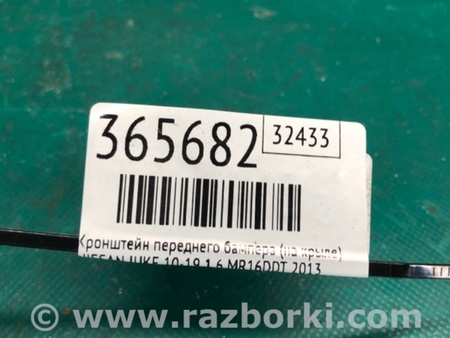 365682 32433
Кронштейн переднего бампера (на крыле)
NISSAN JUKE 10-19 1.6 MR16DDT 2013
www.razborki.com